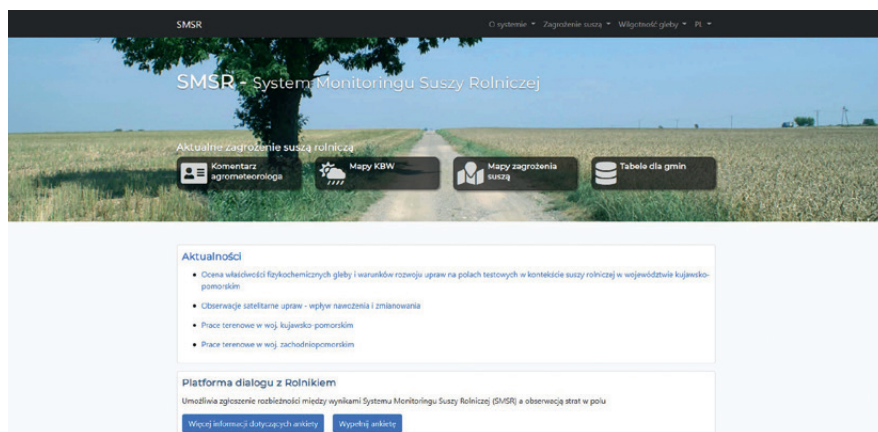 SMSR
O systemie Zagrożenie suszą Wilgotność gleby PL
SMSR - System Monitoringu Suszy Rolniczej
Aktualne zagrożenie suszą rolniczą
Komentarz agrometeorologa
Mapy KBW
Mapy zagrożenia suszą
Tabele dla gmin
Aktualności
Ocena właściwości fizykochemicznych gleby i warunków rozwoju upraw na polach testowych w kontekście suszy rolniczej w województwie kujawsko-
pomorskim
Obserwacje satelitarne upraw - wpływ nawożenia i zmianowania
Prace terenowe w woj. kujawsko-pomorskim
Prace terenowe w woj. zachodniopomorskim
Platforma dialogu z Rolnikiem
Umożliwia zgłoszenie rozbieżności między wynikami Systemu Monitoringu Suszy Rolniczej (SMSR) a obserwacją strat w polu
Więcej informacji dotyczących ankiety
Wypełnij ankietę